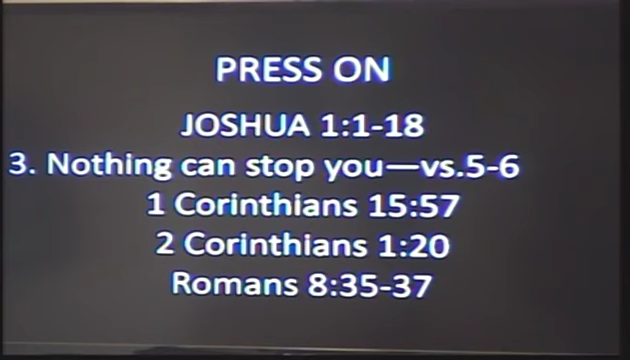 PRESS ON
JOSHUA 1:1-18
3. Nothing can stop you—vs.5-6
1 Corinthians 15:57
2 Corinthians 1:20
Romans 8:35-37